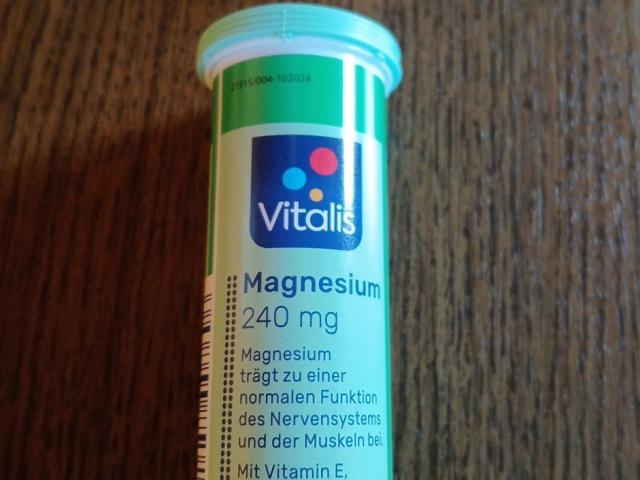 21515/004-102024
Vitalis
Magnesium
240 mg
Magnesium
trägt zu einer
normalen Funktion
des Nervensystems
und der Muskeln bei.
Mit Vitamin E,